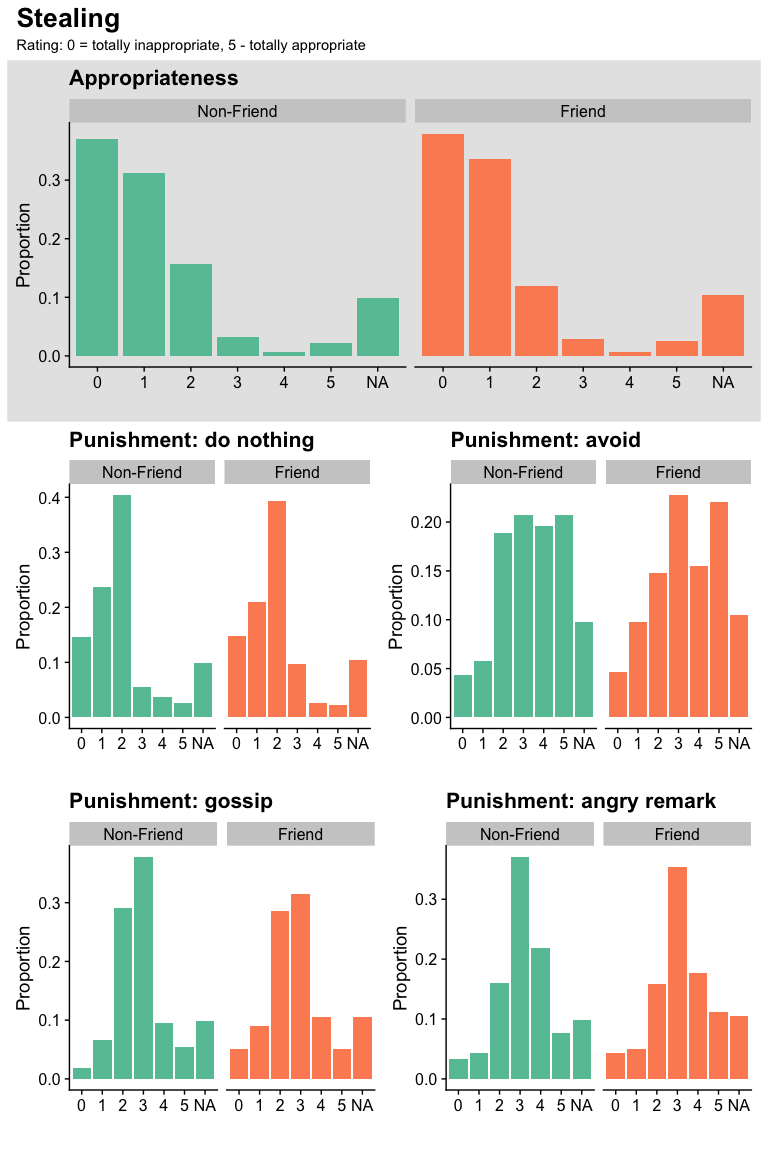 Stealing
Rating: 0 = totally inappropriate, 5 - totally appropriate
Appropriateness
Non-Friend Friend
Proportion
0.3
0.2
0.1
0.0
0 1 2 3 4 5 NA 0 1 2 3 4 5 NA
Punishment: do nothing
Non-Friend Friend
Proportion
0.4
0.3
0.2
0.1
0.0
0 1 2 3 4 5 NA 0 1 2 3 4 5 NA
Punishment: avoid
Non-Friend Friend
Proportion
0.20
0.15
0.10
0.05
0.00
0 1 2 3 4 5 NA 0 1 2 3 4 5 NA
Punishment: gossip
Non-Friend Friend
Proportion
0.3
0.2
0.1
0.0
0 1 2 3 4 5 NA 0 1 2 3 4 5 NA
Punishment: angry remark
Non-Friend Friend
Proportion
0.3
0.2
0.1
0.0
0 1 2 3 4 5 NA 0 1 2 3 4 5 NA